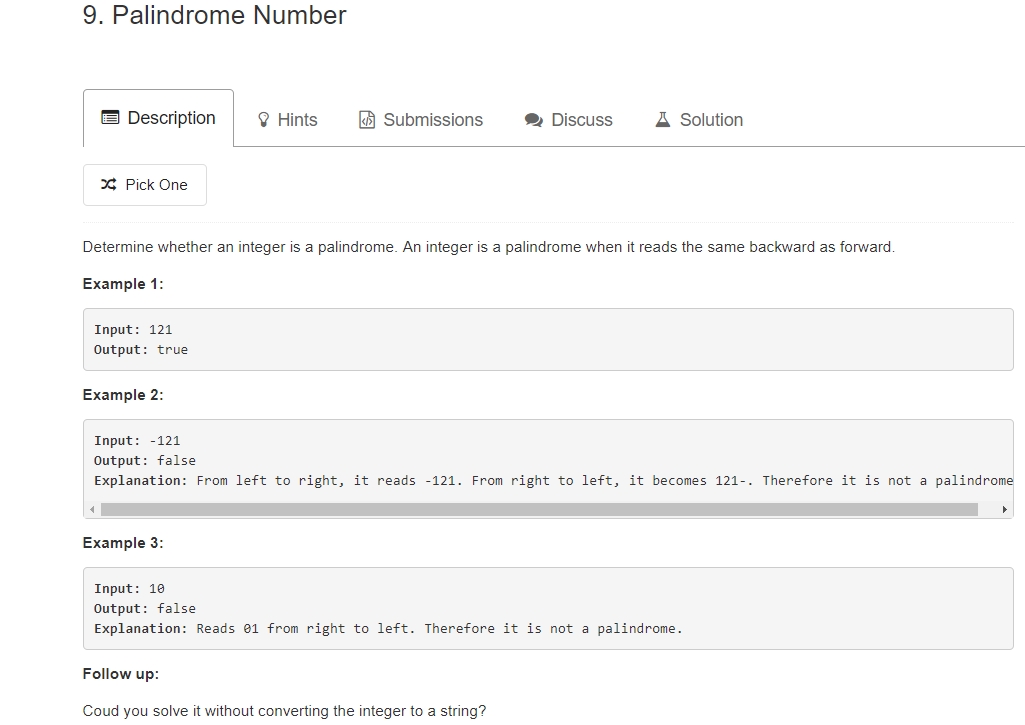 9. Palindrome Number
Description
Hints
Submissions
Discuss
Solution
Pick One
Determine whether an integer is a palindrome. An integer is a palindrome when it reads the same backward as forward.
Example 1:
Input: 121
Output: true
Example 2:
Input: -121
Output: false
Explanation: From left to right, it reads -121. From right to left, it becomes 121-. Therefore it is not a palindrome
Example 3:
Input: 10
Output: false
Explanation: Reads 01 from right to left. Therefore it is not a palindrome.
Follow up:
Coud you solve it without converting the integer to a string?